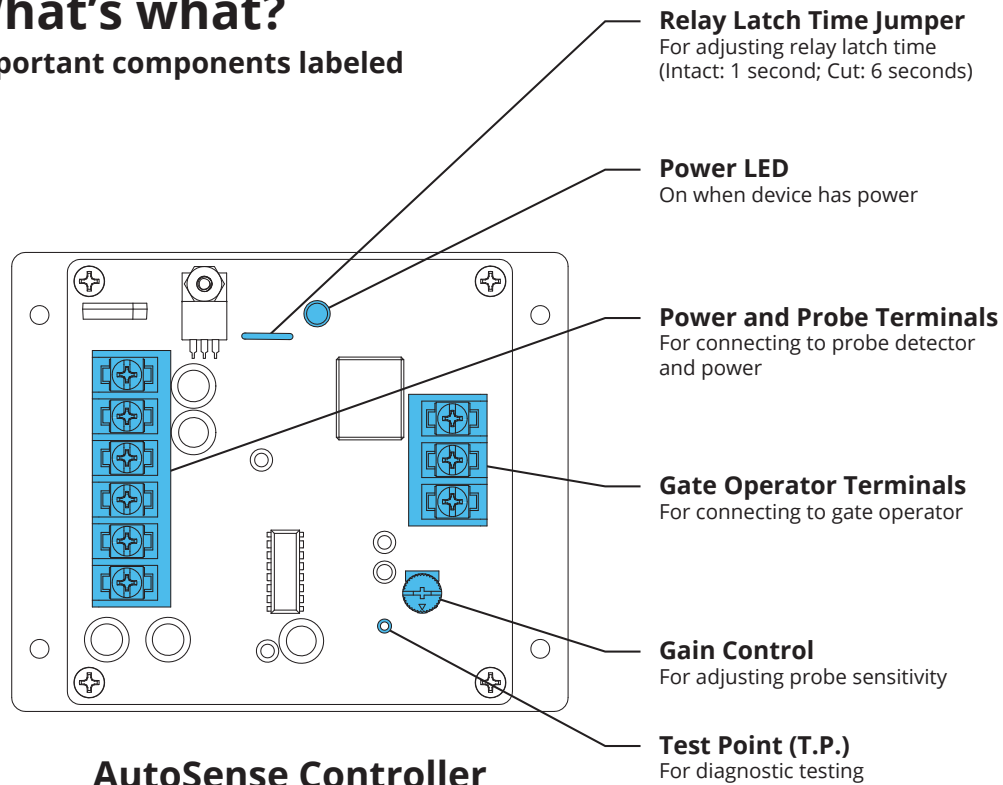 hat's what?
portant components labeled
Relay Latch Time Jumper
For adjusting relay latch time
(Intact: 1 second; Cut: 6 seconds)
Power LED
On when device has power
Power and Probe Terminals
For connecting to probe detector
and power
Gate Operator Terminals
For connecting to gate operator
Gain Control
For adjusting probe sensitivity
Test Point (T.P.)
For diagnostic testing
AutoSense Controller